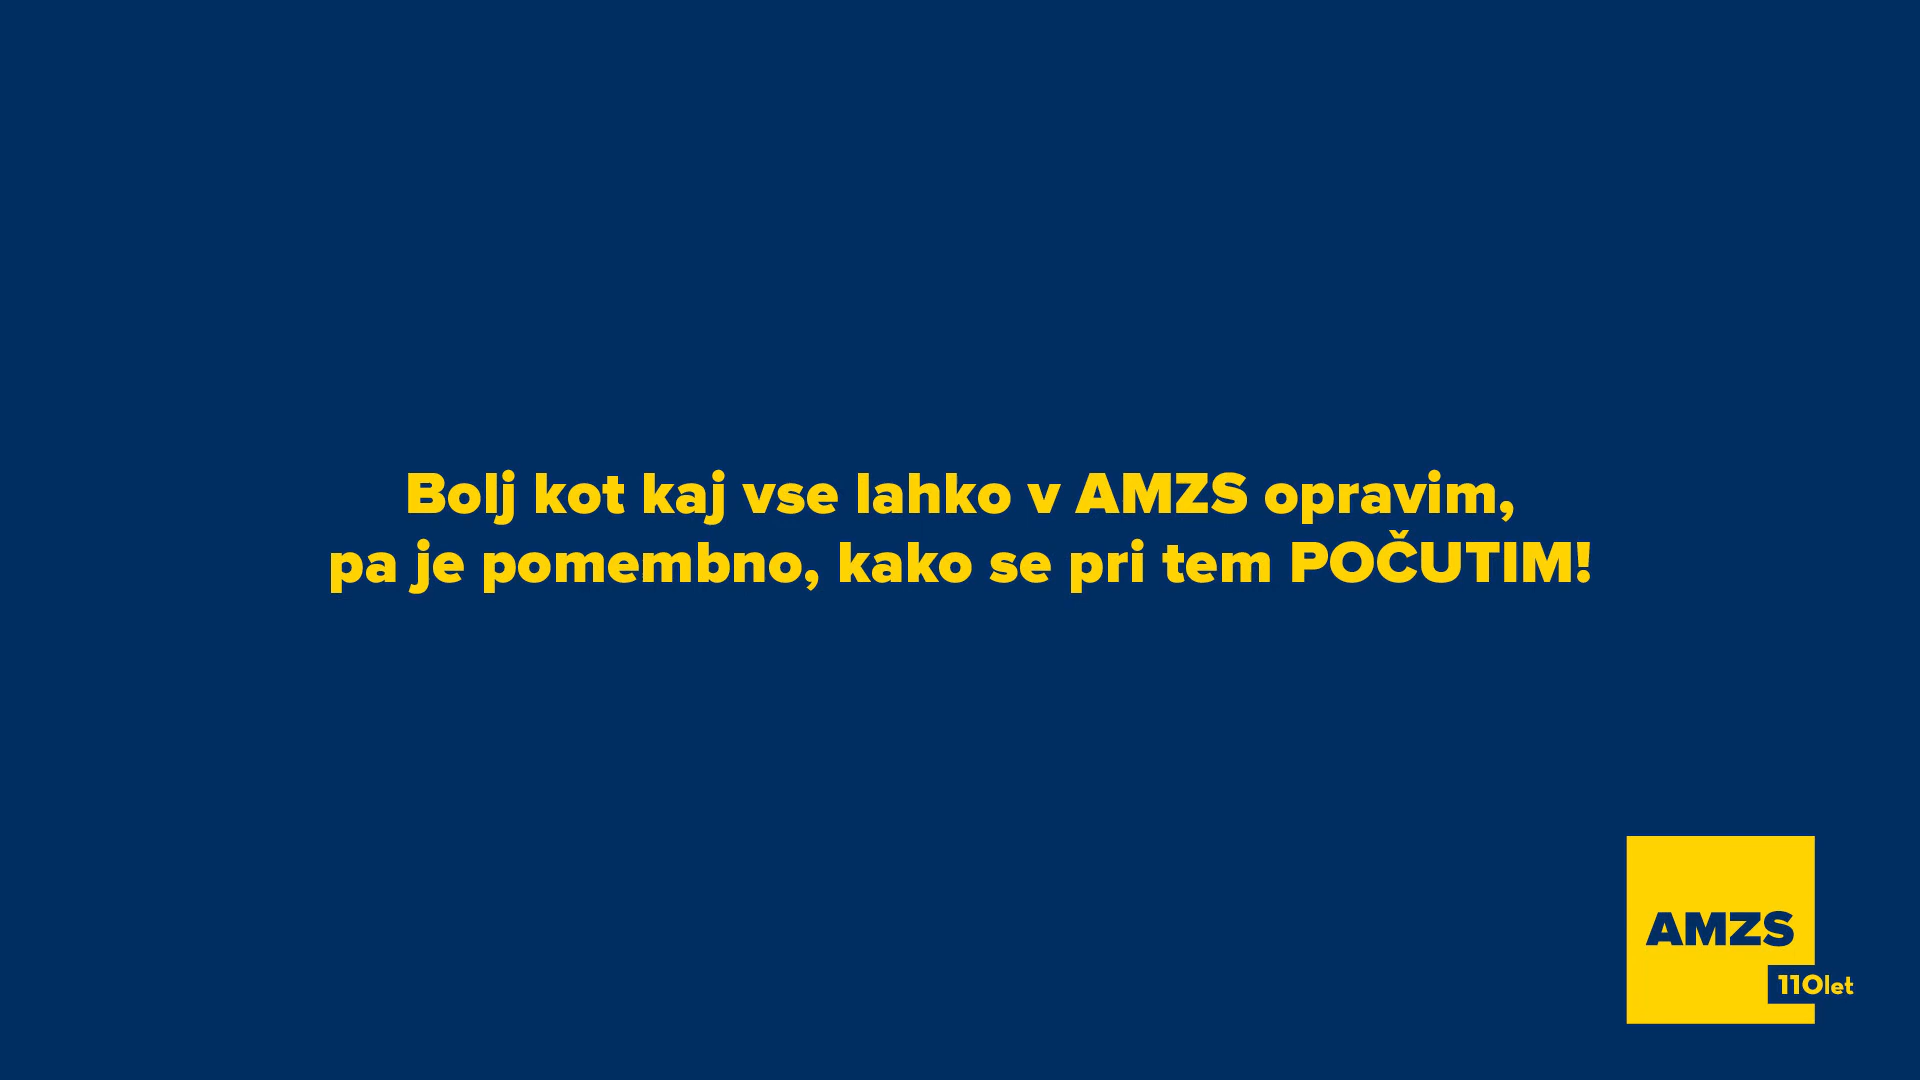 Bolj kot kaj vse lahko v AMZS opravim,
pa je pomembno, kako se pri tem POČUTIM!
AMZS
110let